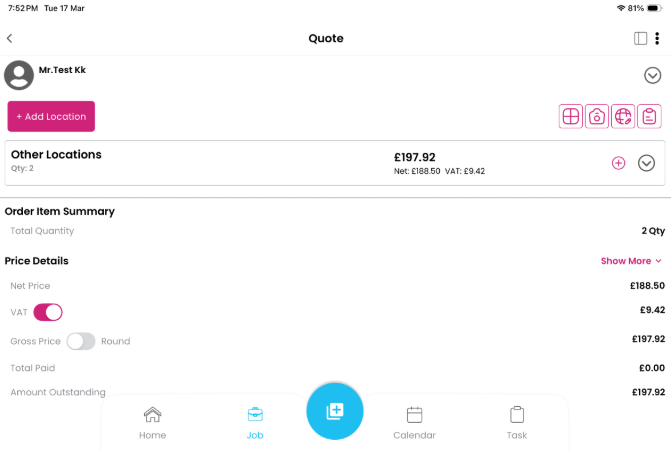 7:52 PM Tue 17 Mar
81%
Quote
Mr.Test Kk
+ Add Location
Other Locations
Qty: 2
£197.92
Net: £188.50 VAT: £9.42
Order Item Summary
Total Quantity
2 Qty
Price Details
Show More
Net Price
£188.50
VAT
£9.42
Gross Price
Round
£197.92
Total Paid
£0.00
Amount Outstanding
£197.92
Home
Job
Calendar
Task